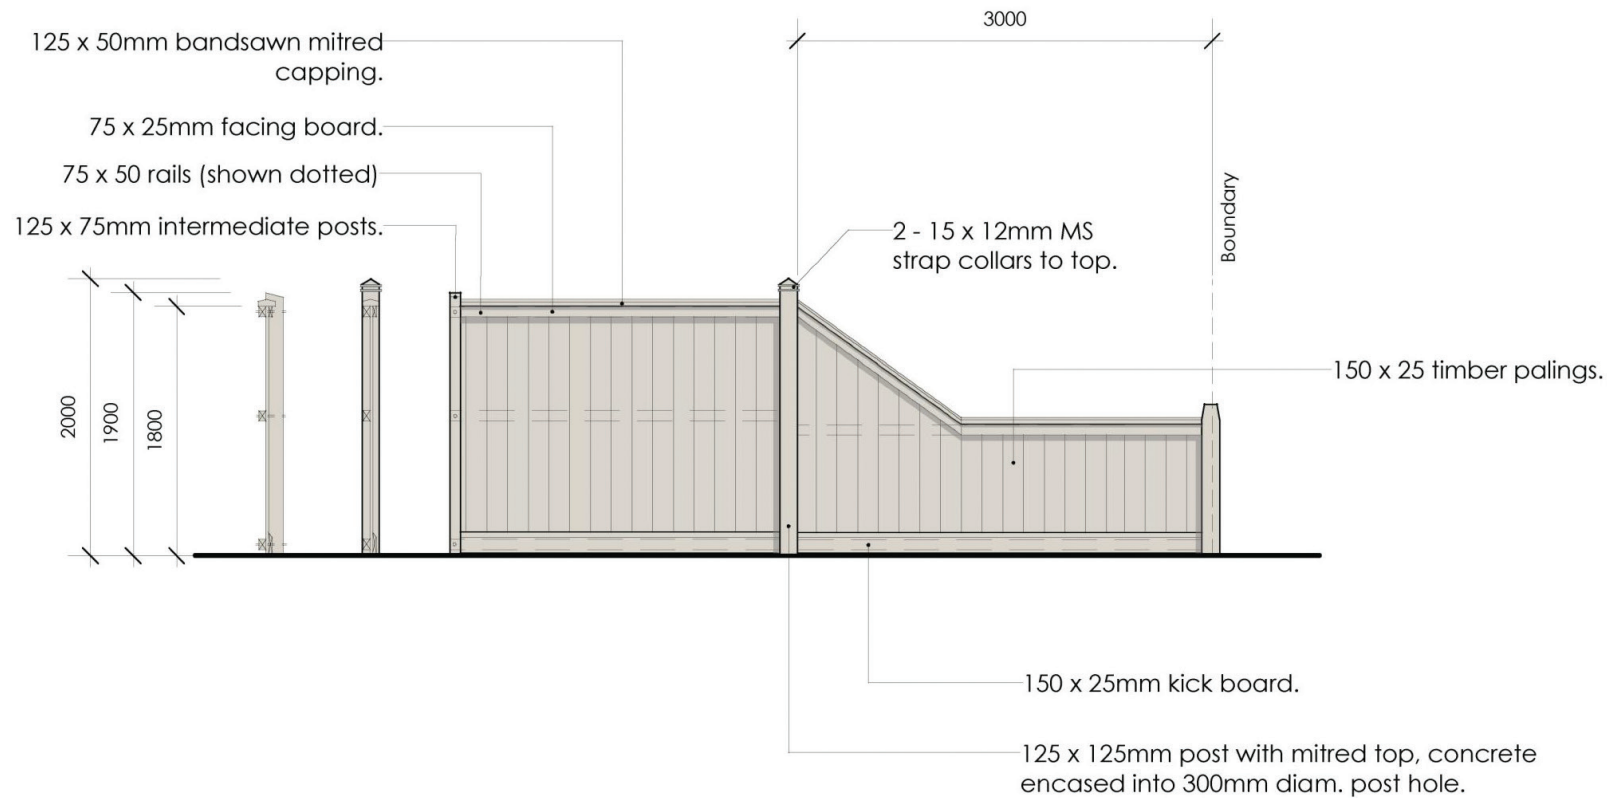 3000
125 x 50mm bandsawn mitred
capping.
75 x 25mm facing board.
75 x 50 rails (shown dotted)
125 x 75mm intermediate posts.
2 - 15 x 12mm MS
strap collars to top.
Boundary
150 x 25 timber palings.
2000
1900
1800
150 x 25mm kick board.
125 x 125mm post with mitred top, concrete
encased into 300mm diam. post hole.